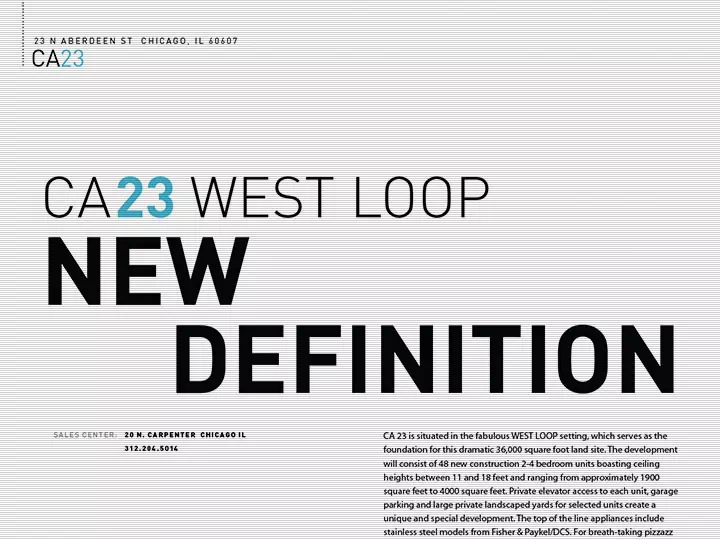 23 N ABERDEEN ST CHICAGO, IL 60607
CA23
CA23 WEST LOOP
NEW
DEFINITION
SALES CENTER: 20 N. CARPENTER CHICAGO IL
312.204.5014
CA 23 is situated in the fabulous WEST LOOP setting, which serves as the
foundation for this dramatic 36,000 square foot land site. The development
will consist of 48 new construction 2-4 bedroom units boasting ceiling
heights between 11 and 18 feet and ranging from approximately 1900
square feet to 4000 square feet. Private elevator access to each unit, garage
parking and large private landscaped yards for selected units create a
unique and special development. The top of the line appliances include
stainless steel models from Fisher & Paykel/DCS. For breath-taking pizzazz